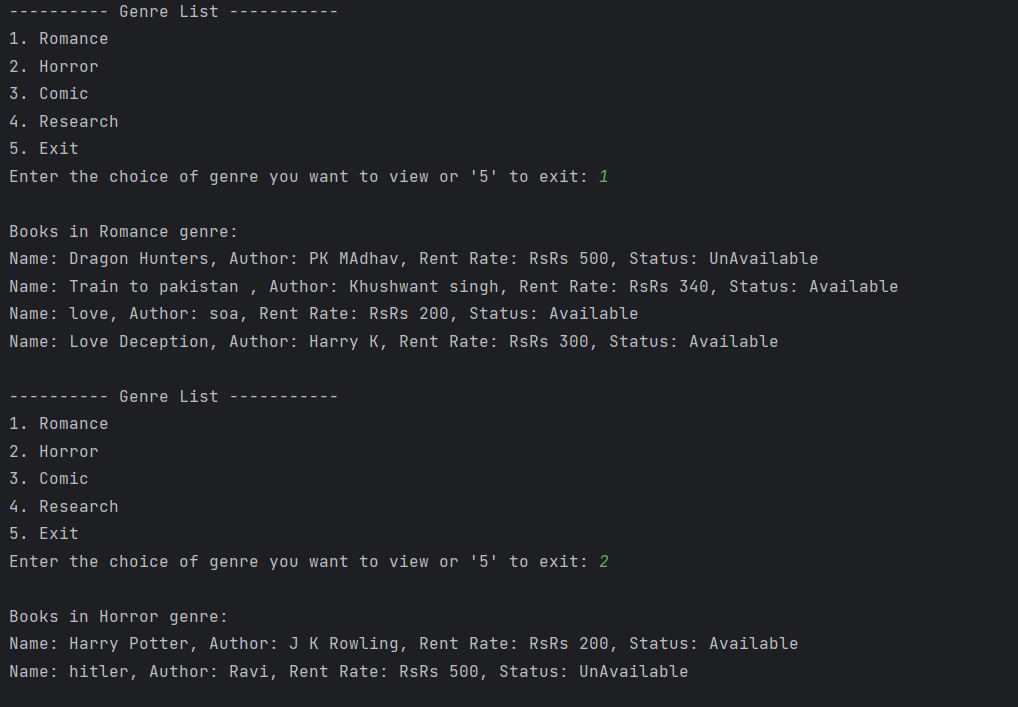 ---------- Genre List -----------
1. Romance
2. Horror
3. Comic
4. Research
5. Exit
Enter the choice of genre you want to view or '5' to exit: 1
Books in Romance genre:
Name: Dragon Hunters, Author: PK MAdhav, Rent Rate: RsRs 500, Status: UnAvailable
Name: Train to pakistan , Author: Khushwant singh, Rent Rate: RsRs 340, Status: Available
Name: love, Author: soa, Rent Rate: RsRs 200, Status: Available
Name: Love Deception, Author: Harry K, Rent Rate: RsRs 300, Status: Available
---------- Genre List -----------
1. Romance
2. Horror
3. Comic
4. Research
5. Exit
Enter the choice of genre you want to view or '5' to exit: 2
Books in Horror genre:
Name: Harry Potter, Author: J K Rowling, Rent Rate: RsRs 200, Status: Available
Name: hitler, Author: Ravi, Rent Rate: RsRs 500, Status: UnAvailable